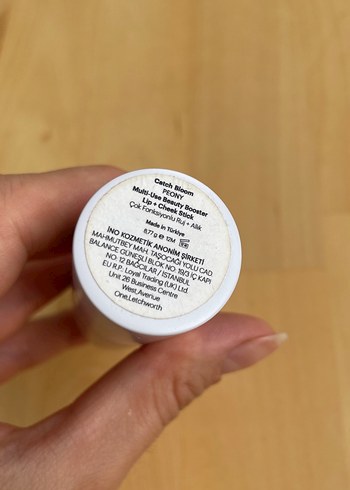 Catch Bloom
PEONY
Multi-Use Beauty Booster
Lip + Cheek Stick
Çok Fonksiyonlu Ruj + Allık
Made in Türkiye
8,77 g e 12M
İNO KOZMETİK ANONİM ŞİRKETİ
MAHMUTBEY MAH. TAŞOCAĞI YOLU CAD.
BALANCE GÜNEŞLİ BLOK NO: 19/3 İÇ KAPI
NO: 12 BAĞCILAR / İSTANBUL
EU R.P.: Loyal Trading (UK) Ltd.
Unit 26 Business Centre
West, Avenue
One, Letchworth